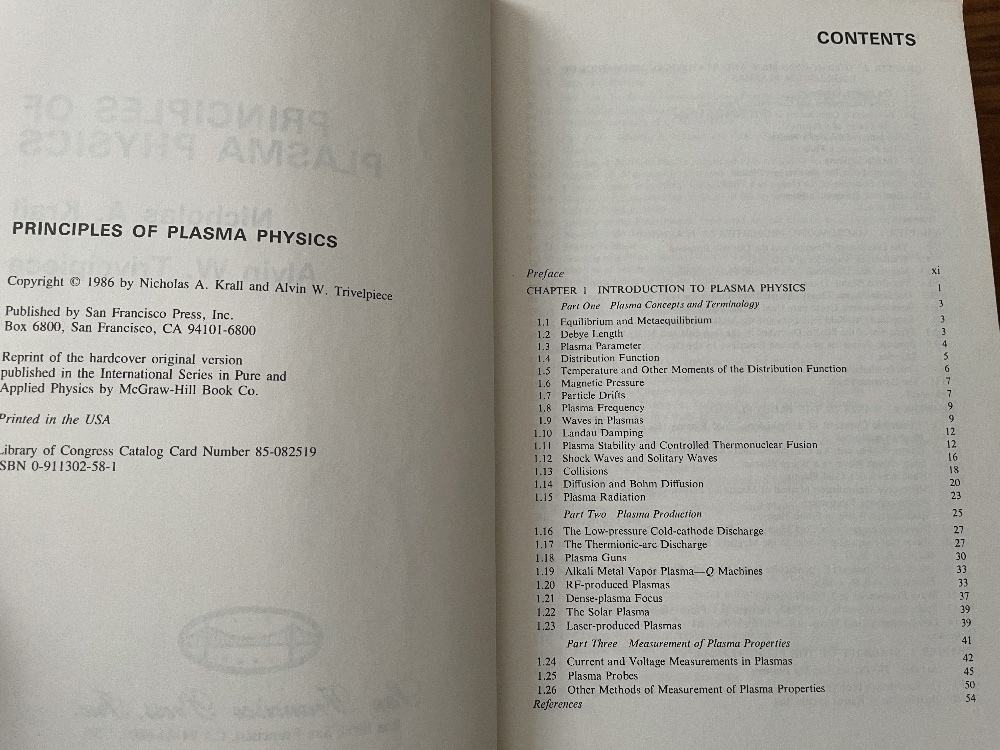 PRINCIPLES OF PLASMA PHYSICS
Copyright © 1986 by Nicholas A. Krall and Alvin W. Trivelpiece
Published by San Francisco Press, Inc.
Box 6800, San Francisco, CA 94101-6800
Reprint of the hardcover original version
published in the International Series in Pure and
Applied Physics by McGraw-Hill Book Co.
Printed in the USA
Library of Congress Catalog Card Number 85-082519
SBN 0-911302-58-1
CONTENTS
Preface xi
CHAPTER 1 INTRODUCTION TO PLASMA PHYSICS 1
Part One Plasma Concepts and Terminology 3
1.1 Equilibrium and Metaequilibrium 3
1.2 Debye Length 3
1.3 Plasma Parameter 4
1.4 Distribution Function 5
1.5 Temperature and Other Moments of the Distribution Function 6
1.6 Magnetic Pressure 7
1.7 Particle Drifts 7
1.8 Plasma Frequency 9
1.9 Waves in Plasmas 9
1.10 Landau Damping 12
1.11 Plasma Stability and Controlled Thermonuclear Fusion 12
1.12 Shock Waves and Solitary Waves 16
1.13 Collisions 18
1.14 Diffusion and Bohm Diffusion 20
1.15 Plasma Radiation 23
Part Two Plasma Production 25
1.16 The Low-pressure Cold-cathode Discharge 27
1.17 The Thermionic-arc Discharge 27
1.18 Plasma Guns 30
1.19 Alkali Metal Vapor Plasma—Q Machines 33
1.20 RF-produced Plasmas 33
1.21 Dense-plasma Focus 37
1.22 The Solar Plasma 39
1.23 Laser-produced Plasmas 39
Part Three Measurement of Plasma Properties 41
1.24 Current and Voltage Measurements in Plasmas 42
1.25 Plasma Probes 45
1.26 Other Methods of Measurement of Plasma Properties 50
References 54